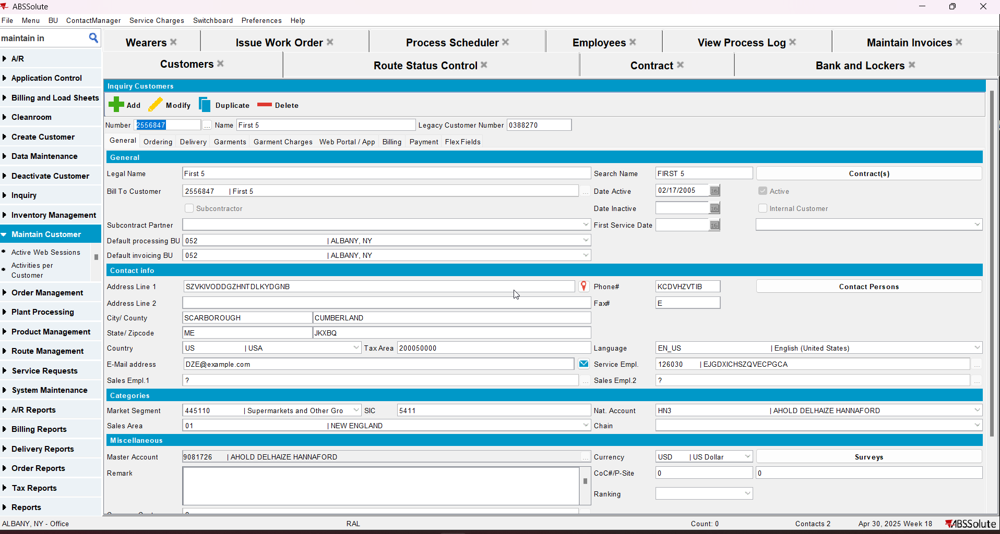 ABSSolute
File Menu BU ContactManager Service Charges Switchboard Preferences Help
maintain in
Wearers Issue Work Order Process Scheduler Employees View Process Log Maintain Invoices
Customers Route Status Control Contract Bank and Lockers
A/R
Application Control
Billing and Load Sheets
Cleanroom
Create Customer
Data Maintenance
Deactivate Customer
Inquiry
Inventory Management
Maintain Customer
Active Web Sessions
Activities per
Customer
Order Management
Plant Processing
Product Management
Route Management
Service Requests
System Maintenance
A/R Reports
Billing Reports
Delivery Reports
Order Reports
Tax Reports
Reports
Inquiry Customers
Add Modify Duplicate Delete
Number 2556847 ... Name First 5 Legacy Customer Number 0388270
General Ordering Delivery Garments Garment Charges Web Portal / App Billing Payment Flex Fields
General
Legal Name First 5 Search Name FIRST 5 Contract(s)
Bill To Customer 2556847 | First 5 ... Date Active 02/17/2005 16 Active
Subcontractor Date Inactive 16 Internal Customer
Subcontract Partner First Service Date 16
Default processing BU 052 | ALBANY, NY
Default invoicing BU 052 | ALBANY, NY
Contact info
Address Line 1 SZVKIVODDGZHNTDLKYDGNB Phone# KCDVHZVTIB Contact Persons
Address Line 2 Fax# E
City/ County SCARBOROUGH CUMBERLAND
State/ Zipcode ME JKXBQ
Country US | USA Tax Area 200050000 Language EN_US | English (United States)
E-Mail address DZE@example.com Service Empl. 126030 | EJGDXICHSZQVECPGCA ...
Sales Empl.1 ? ... Sales Empl.2 ? ...
Categories
Market Segment 445110 | Supermarkets and Other Gro SIC 5411 Nat. Account HN3 | AHOLD DELHAIZE HANNAFORD
Sales Area 01 | NEW ENGLAND Chain
Miscellaneous
Master Account 9081726 | AHOLD DELHAIZE HANNAFORD ... Currency USD | US Dollar Surveys
Remark CoC#/P-Site 0 0
Ranking
ALBANY, NY - Office RAL Count: 0 Contacts 2 Apr 30, 2025 Week 18 ABSSolute